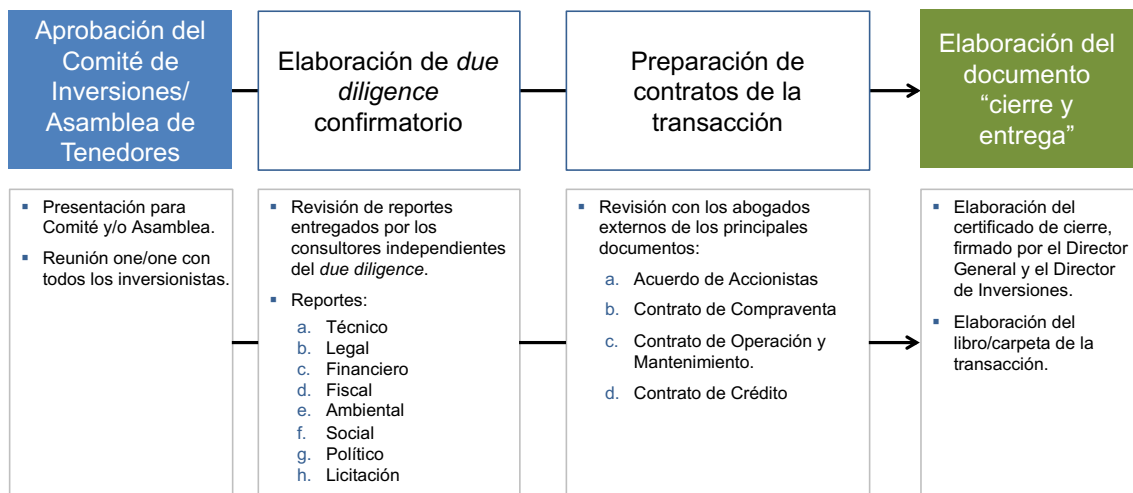 Aprobación del
Comité de
Inversiones/
Asamblea de
Tenedores
Elaboración de due
diligence
confirmatorio
Preparación de
contratos de la
transacción
Elaboración del
documento
“cierre y
entrega”
▪ Presentación para
Comité y/o Asamblea.
▪ Reunión one/one con
todos los inversionistas.
▪ Revisión de reportes
entregados por los
consultores independientes
del due diligence.
▪ Reportes:
a. Técnico
b. Legal
c. Financiero
d. Fiscal
e. Ambiental
f. Social
g. Político
h. Licitación
▪ Revisión con los abogados
externos de los principales
documentos:
a. Acuerdo de Accionistas
b. Contrato de Compraventa
c. Contrato de Operación y
Mantenimiento.
d. Contrato de Crédito
▪ Elaboración del
certificado de cierre,
firmado por el Director
General y el Director
de Inversiones.
▪ Elaboración del
libro/carpeta de la
transacción.